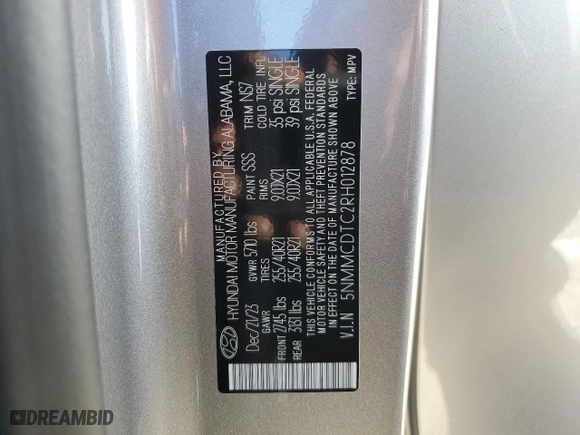 MANUFACTURED BY
HYUNDAI MOTOR MANUFACTURING ALABAMA, LLC
Dec/21/23 GVWR 5710 lbs PAINT SSS TRIM NG7
GAWR TIRES RIMS COLD TIRE INFL
FRONT 2745 lbs 255/40R21 9.0JX21 35 psi SINGLE
REAR 3131 lbs 255/40R21 9.0JX21 39 psi SINGLE
THIS VEHICLE CONFORMS TO ALL APPLICABLE U.S.A. FEDERAL
MOTOR VEHICLE SAFETY AND THEFT PREVENTION STANDARDS
IN EFFECT ON THE DATE OF MANUFACTURE SHOWN ABOVE
V.I.N 5NMMCDTC2RH012878 TYPE: MPV
DREAMBID